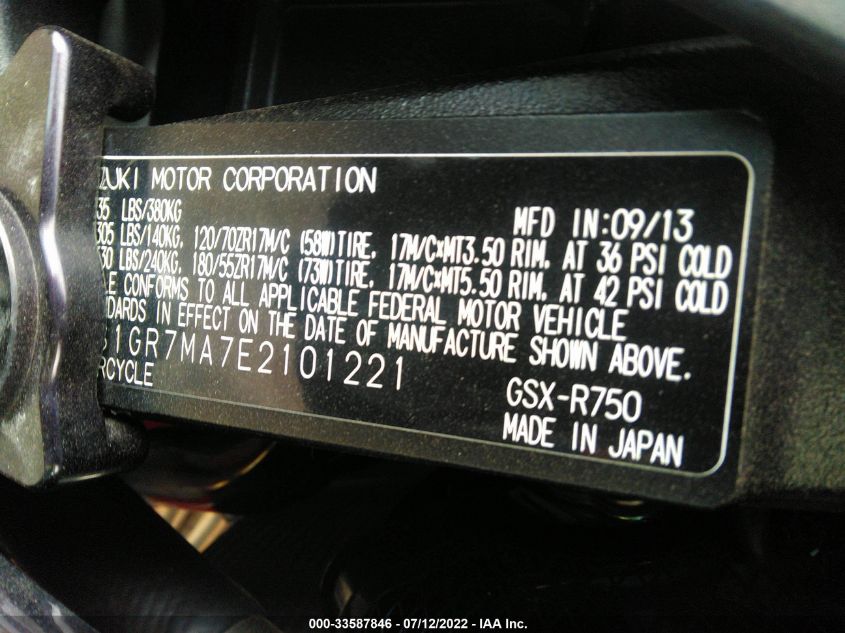 ZUKI MOTOR CORPORATION
MFD IN:09/13
35 LBS/380KG
305 LBS/140KG, 120/70ZR17M/C (58W)TIRE, 17M/C×MT3.50 RIM, AT 36 PSI COLD
530 LBS/240KG, 180/55ZR17M/C (73W)TIRE, 17M/C×MT5.50 RIM, AT 42 PSI COLD
LE CONFORMS TO ALL APPLICABLE FEDERAL MOTOR VEHICLE
NDARDS IN EFFECT ON THE DATE OF MANUFACTURE SHOWN ABOVE.
1GR7MA7E2101221
RCYCLE
GSX-R750
MADE IN JAPAN
000-33587846 - 07/12/2022 - IAA Inc.